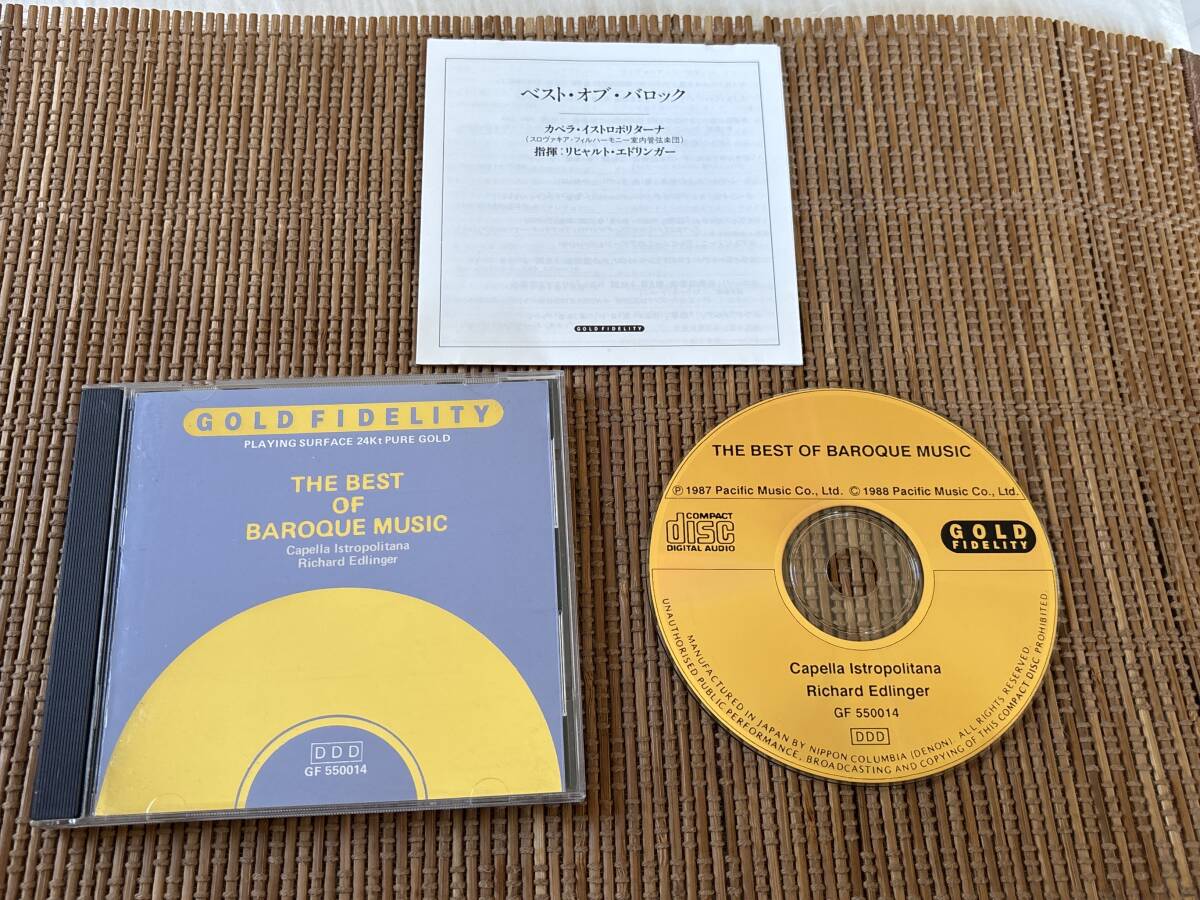 ベスト・オブ・バロック
カペラ・イストロポリターナ
(スロヴァキア・フィルハーモニー室内管弦楽団)
指揮:リヒャルト・エドリンガー
GOLD FIDELITY
GOLD FIDELITY
PLAYING SURFACE 24Kt PURE GOLD
THE BEST
OF
BAROQUE MUSIC
Capella Istropolitana
Richard Edlinger
DDD
GF 550014
THE BEST OF BAROQUE MUSIC
℗ 1987 Pacific Music Co., Ltd. © 1988 Pacific Music Co., Ltd.
COMPACT
disc
DIGITAL AUDIO
GOLD
FIDELITY
Capella Istropolitana
Richard Edlinger
GF 550014
DDD
MANUFACTURED IN JAPAN BY NIPPON COLUMBIA (DENON). ALL RIGHTS RESERVED.
UNAUTHORISED PUBLIC PERFORMANCE, BROADCASTING AND COPYING OF THIS COMPACT DISC PROHIBITED.